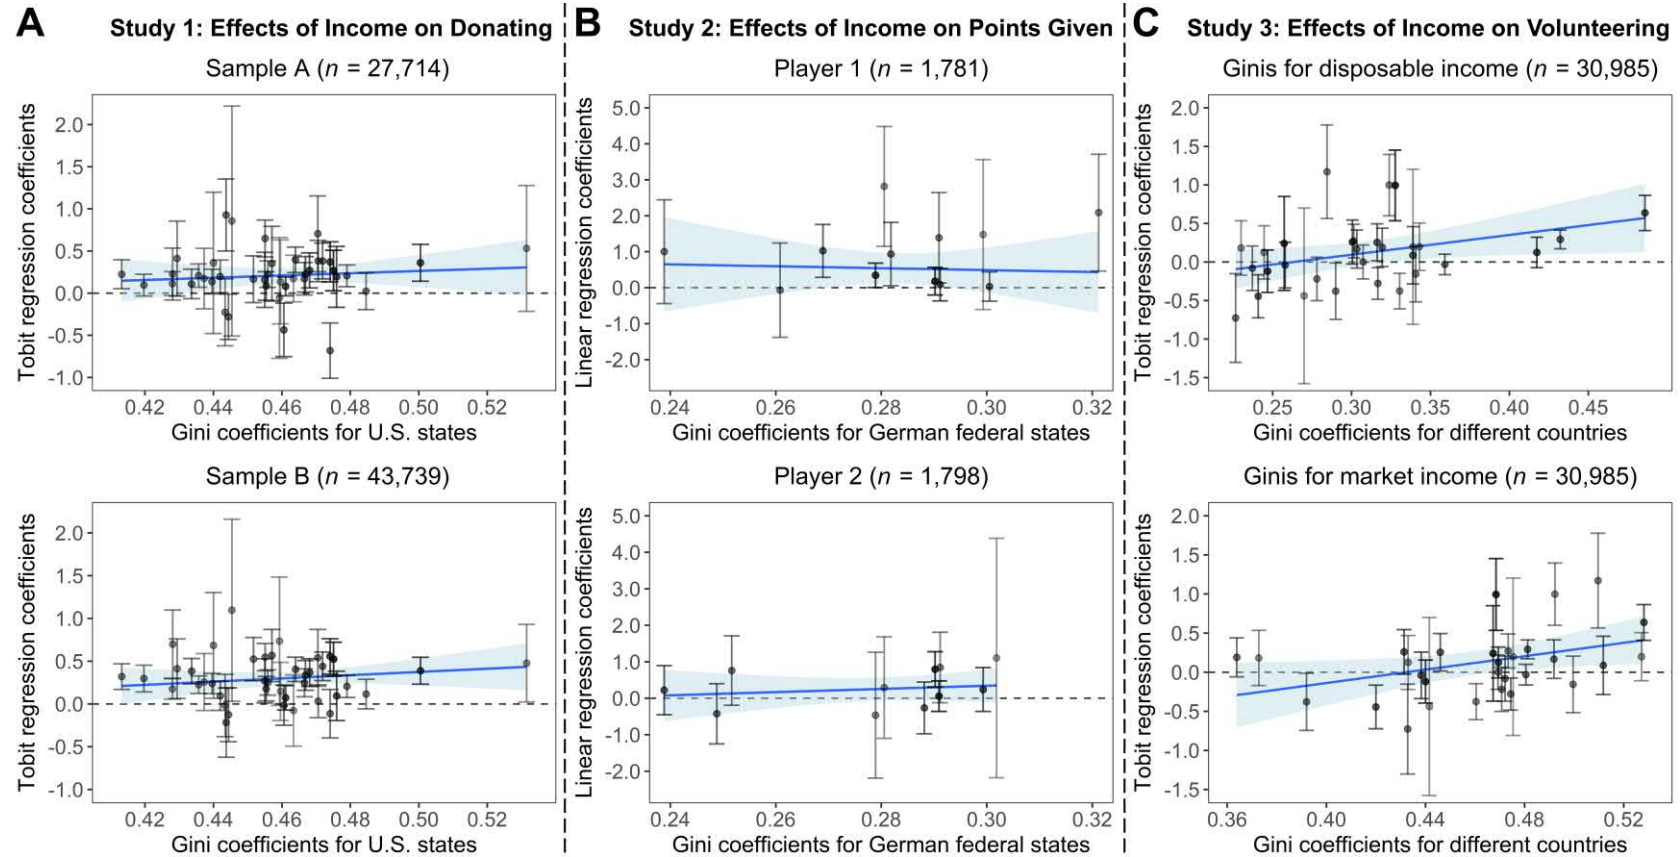 A Study 1: Effects of Income on Donating
Sample A (n = 27,714)
Tobit regression coefficients
2.0
1.5
1.0
0.5
0.0
-0.5
-1.0
0.42 0.44 0.46 0.48 0.50 0.52
Gini coefficients for U.S. states
Sample B (n = 43,739)
Tobit regression coefficients
2.0
1.5
1.0
0.5
0.0
-0.5
-1.0
0.42 0.44 0.46 0.48 0.50 0.52
Gini coefficients for U.S. states
B Study 2: Effects of Income on Points Given
Player 1 (n = 1,781)
Linear regression coefficients
5.0
4.0
3.0
2.0
1.0
0.0
-1.0
-2.0
0.24 0.26 0.28 0.30 0.32
Gini coefficients for German federal states
Player 2 (n = 1,798)
Linear regression coefficients
5.0
4.0
3.0
2.0
1.0
0.0
-1.0
-2.0
0.24 0.26 0.28 0.30 0.32
Gini coefficients for German federal states
C Study 3: Effects of Income on Volunteering
Ginis for disposable income (n = 30,985)
Tobit regression coefficients
2.0
1.5
1.0
0.5
0.0
-0.5
-1.0
-1.5
0.25 0.30 0.35 0.40 0.45
Gini coefficients for different countries
Ginis for market income (n = 30,985)
Tobit regression coefficients
2.0
1.5
1.0
0.5
0.0
-0.5
-1.0
-1.5
0.36 0.40 0.44 0.48 0.52
Gini coefficients for different countries